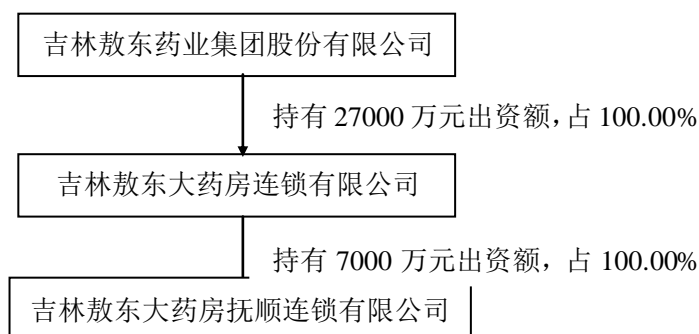 吉林敖东药业集团股份有限公司
持有 27000 万元出资额，占 100.00%
吉林敖东大药房连锁有限公司
持有 7000 万元出资额，占 100.00%
吉林敖东大药房抚顺连锁有限公司